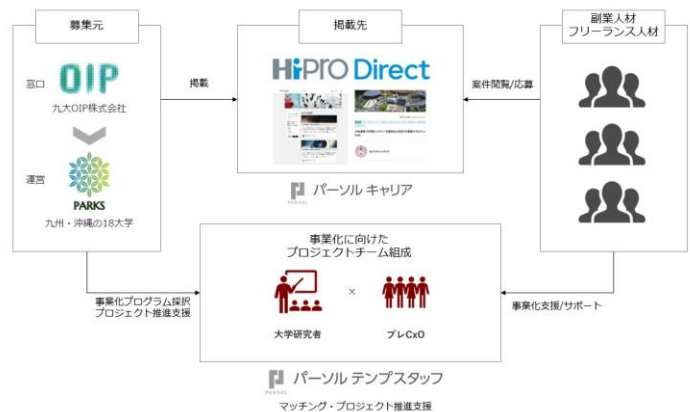 募集元
窓口
OIP
九大OIP株式会社
運営
PARKS
九州・沖縄の18大学
掲載
掲載先
HiPRO Direct
PERSOL
パーソル キャリア
案件閲覧/応募
副業人材
フリーランス人材
事業化に向けた
プロジェクトチーム組成
×
大学研究者
プレCxO
事業化プログラム採択
プロジェクト推進支援
事業化支援/サポート
PERSOL
パーソル テンプスタッフ
マッチング・プロジェクト推進支援